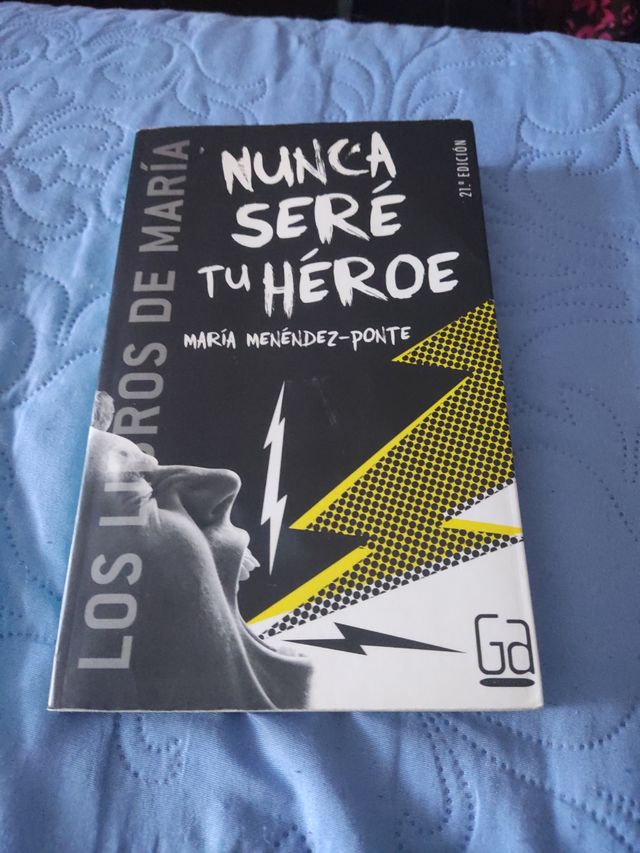 NUNCA
SERÉ
TU HÉROE
MARÍA MENÉNDEZ-PONTE
21.ª EDICIÓN
LOS LIBROS DE MARÍA
Ga